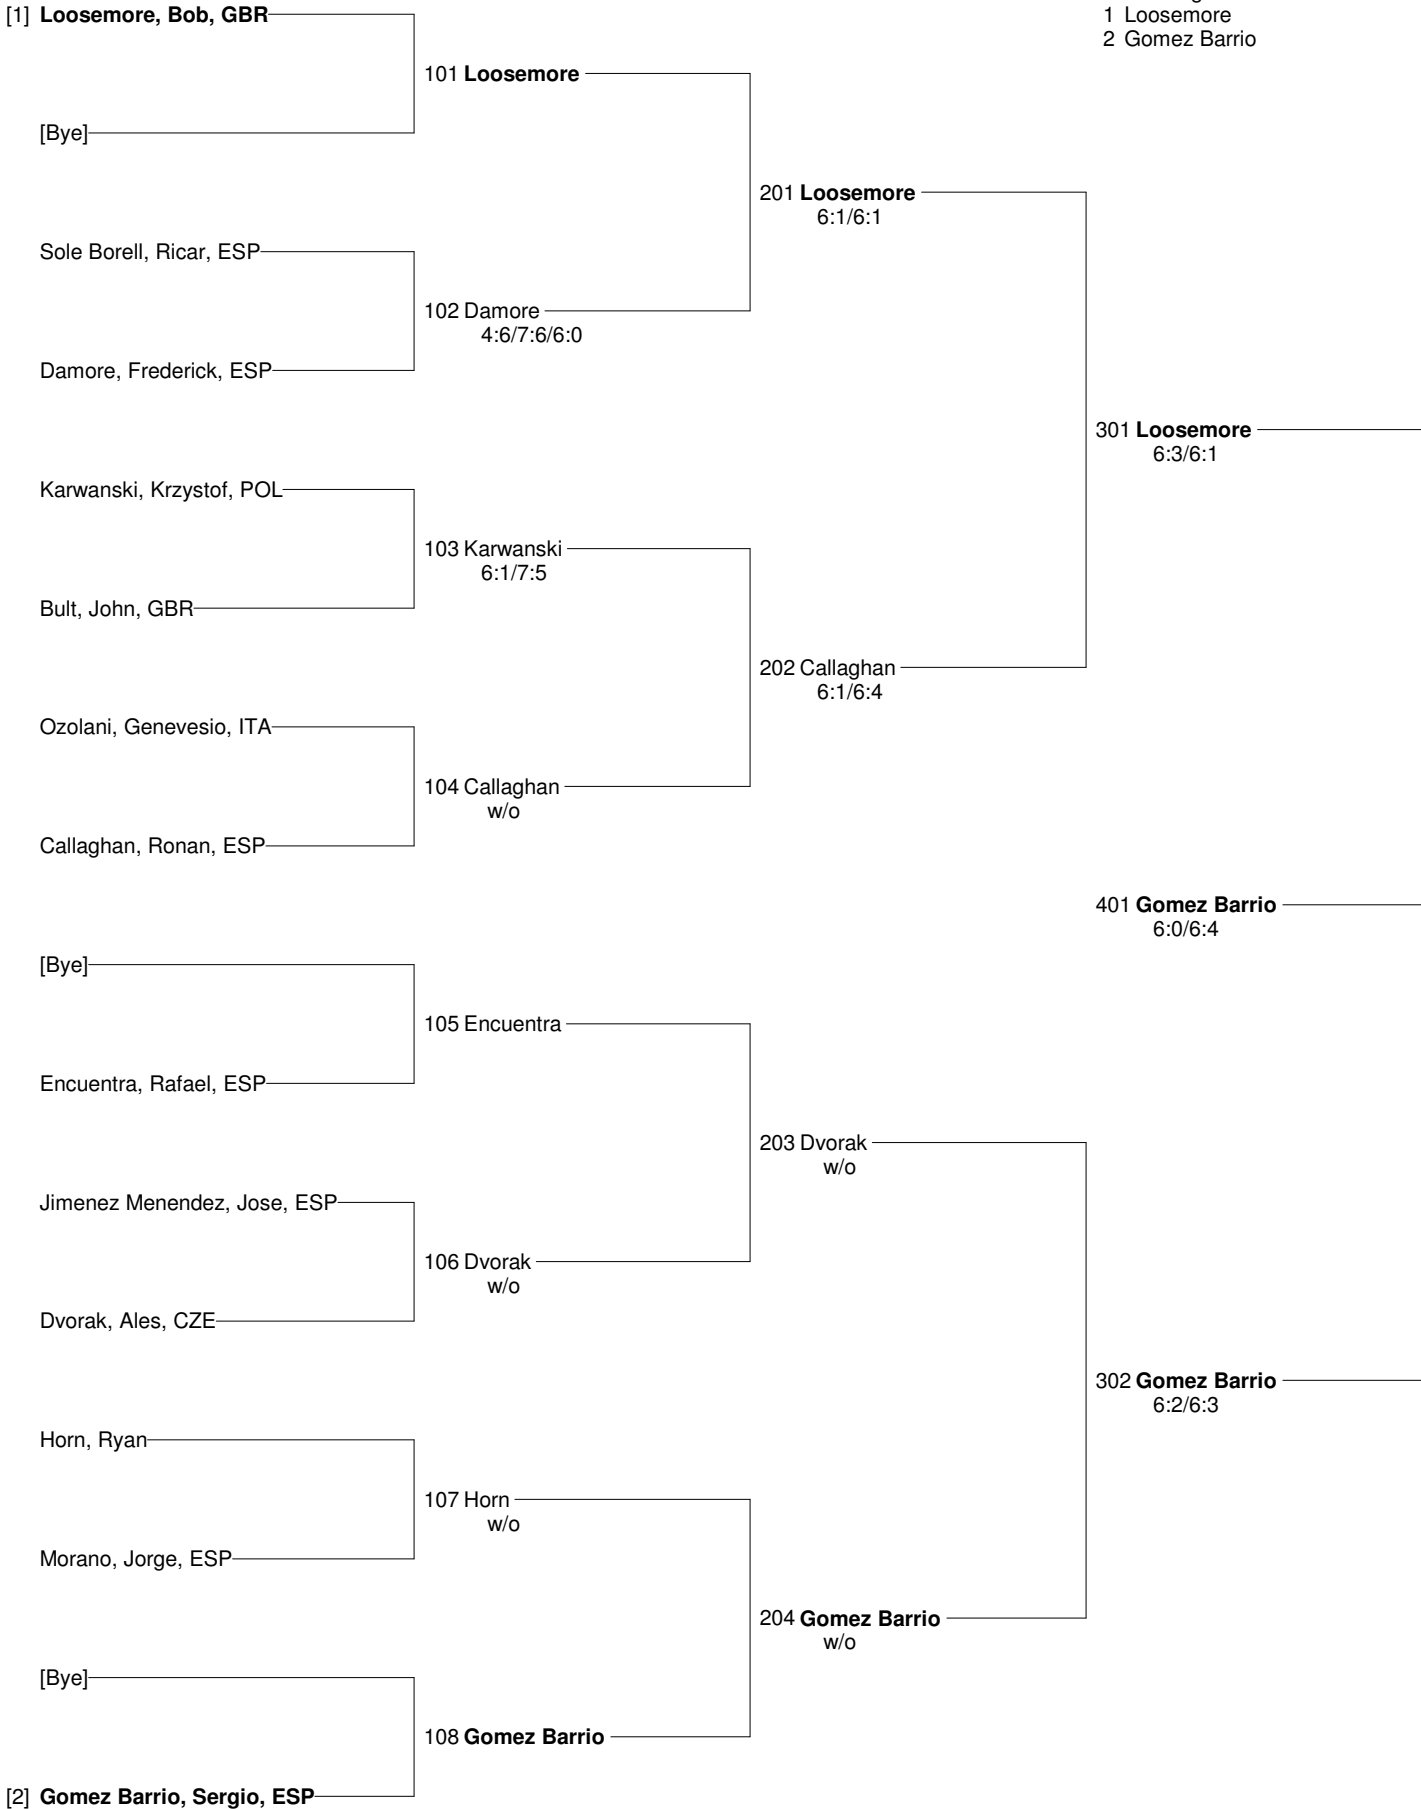 [1] Loosemore, Bob, GBR
1 Loosemore
2 Gomez Barrio
101 Loosemore
[Bye]
201 Loosemore
6:1/6:1
Sole Borell, Ricar, ESP
102 Damore
4:6/7:6/6:0
Damore, Frederick, ESP
301 Loosemore
6:3/6:1
Karwanski, Krzystof, POL
103 Karwanski
6:1/7:5
Bult, John, GBR
202 Callaghan
6:1/6:4
Ozolani, Genevesio, ITA
104 Callaghan
w/o
Callaghan, Ronan, ESP
401 Gomez Barrio
6:0/6:4
[Bye]
105 Encuentra
Encuentra, Rafael, ESP
203 Dvorak
w/o
Jimenez Menendez, Jose, ESP
106 Dvorak
w/o
Dvorak, Ales, CZE
302 Gomez Barrio
6:2/6:3
Horn, Ryan
107 Horn
w/o
Morano, Jorge, ESP
204 Gomez Barrio
w/o
[Bye]
108 Gomez Barrio
[2] Gomez Barrio, Sergio, ESP